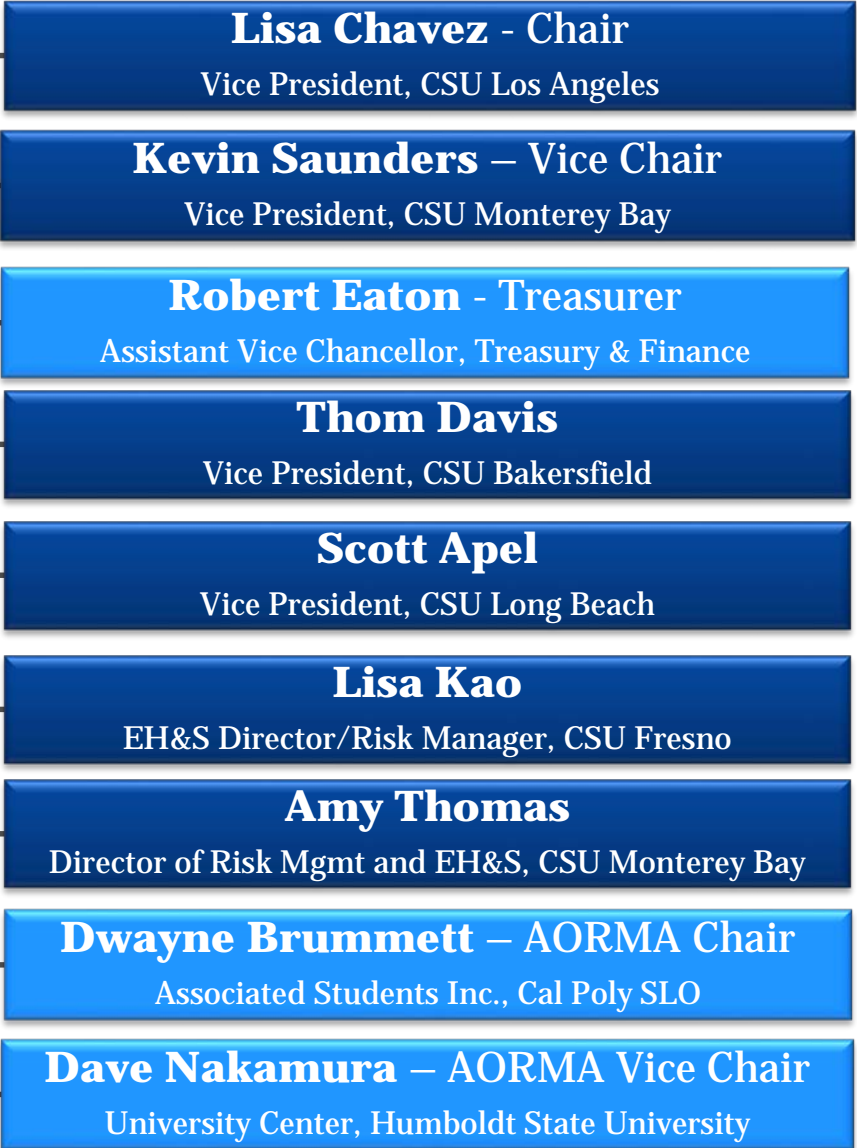 Lisa Chavez - Chair
Vice President, CSU Los Angeles
Kevin Saunders – Vice Chair
Vice President, CSU Monterey Bay
Robert Eaton - Treasurer
Assistant Vice Chancellor, Treasury & Finance
Thom Davis
Vice President, CSU Bakersfield
Scott Apel
Vice President, CSU Long Beach
Lisa Kao
EH&S Director/Risk Manager, CSU Fresno
Amy Thomas
Director of Risk Mgmt and EH&S, CSU Monterey Bay
Dwayne Brummett – AORMA Chair
Associated Students Inc., Cal Poly SLO
Dave Nakamura – AORMA Vice Chair
University Center, Humboldt State University